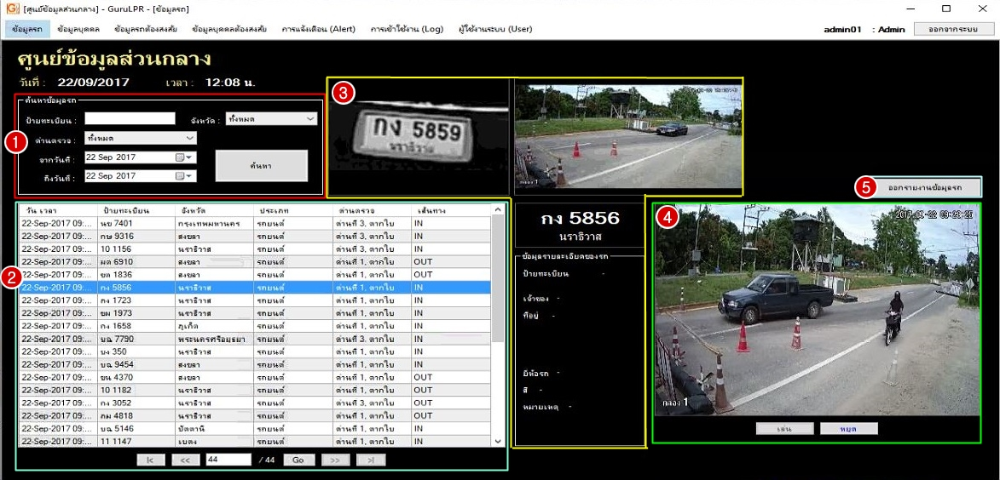 [ศูนย์ข้อมูลส่วนกลาง] - GuruLPR - [ข้อมูลรถ]
ข้อมูลรถ ข้อมูลบุคคล ข้อมูลรถต้องสงสัย ข้อมูลบุคคลต้องสงสัย การแจ้งเตือน (Alert) การเข้าใช้งาน (Log) ผู้ใช้งานระบบ (User) admin01 : Admin ออกจากระบบ
ศูนย์ข้อมูลส่วนกลาง
วันที่ : 22/09/2017 เวลา : 12:08 น.
1
ค้นหาข้อมูลรถ
ป้ายทะเบียน : จังหวัด : ทั้งหมด
ด่านตรวจ : ทั้งหมด
จากวันที่ : 22 Sep 2017
ถึงวันที่ : 22 Sep 2017
ค้นหา
3
กง 5859
นราธิวาส
กล้อง 1
5 ออกรายงานข้อมูลรถ
2
วัน เวลา ป้ายทะเบียน จังหวัด ประเภท ด่านตรวจ เส้นทาง
22-Sep-2017 09:... นข 7401 กรุงเทพมหานคร รถยนต์ ด่านที่ 3, ตากใบ IN
22-Sep-2017 09:... กษ 9316 สงขลา รถยนต์ ด่านที่ 3, ตากใบ IN
22-Sep-2017 09:... 10 1156 นราธิวาส รถยนต์ ด่านที่ 3, ตากใบ IN
22-Sep-2017 09:... ผต 6910 สงขลา รถยนต์ ด่านที่ 1, ตากใบ OUT
22-Sep-2017 09:... ขต 1836 สงขลา รถยนต์ ด่านที่ 1, ตากใบ OUT
22-Sep-2017 09:... กง 5856 นราธิวาส รถยนต์ ด่านที่ 1, ตากใบ IN
22-Sep-2017 09:... กง 1723 นราธิวาส รถยนต์ ด่านที่ 1, ตากใบ IN
22-Sep-2017 09:... ขผ 1973 นราธิวาส รถยนต์ ด่านที่ 1, ตากใบ IN
22-Sep-2017 09:... กง 1658 ภูเก็ต รถยนต์ ด่านที่ 1, ตากใบ IN
22-Sep-2017 09:... บฉ 7790 พระนครศรีอยุธยา รถยนต์ ด่านที่ 3, ตากใบ IN
22-Sep-2017 09:... บง 350 นราธิวาส รถยนต์ ด่านที่ 1, ตากใบ IN
22-Sep-2017 09:... บฉ 9454 สงขลา รถยนต์ ด่านที่ 1, ตากใบ IN
22-Sep-2017 09:... ขน 4370 สงขลา รถยนต์ ด่านที่ 1, ตากใบ OUT
22-Sep-2017 09:... 10 1182 นราธิวาส รถยนต์ ด่านที่ 1, ตากใบ OUT
22-Sep-2017 09:... กง 3052 นราธิวาส รถยนต์ ด่านที่ 3, ตากใบ OUT
22-Sep-2017 09:... กผ 4818 นราธิวาส รถยนต์ ด่านที่ 1, ตากใบ OUT
22-Sep-2017 09:... บฉ 5146 ปัตตานี รถยนต์ ด่านที่ 1, ตากใบ IN
22-Sep-2017 09:... 11 1147 เบตง รถยนต์ ด่านที่ 1, ตากใบ IN
|< << 44 / 44 Go >> >|
กง 5856
นราธิวาส
ข้อมูลรายละเอียดของรถ
ป้ายทะเบียน -
เจ้าของ -
ที่อยู่ -
ยี่ห้อรถ -
สี -
หมายเหตุ -
4
2017-09-22 09:23:25
กล้อง 1
เล่น หยุด